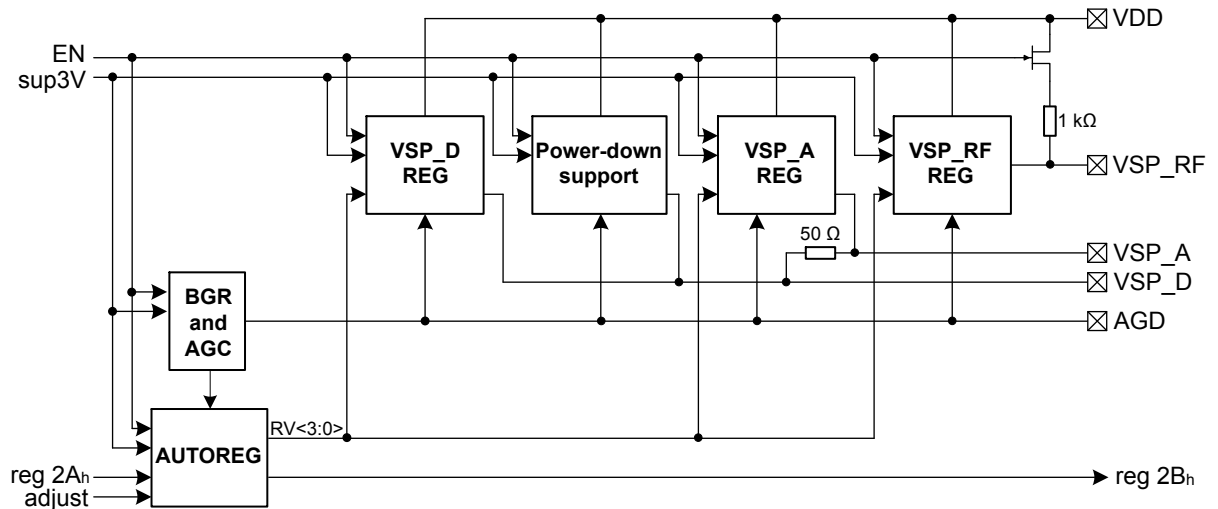 VDD
EN
sup3V
1 kΩ
VSP_D
REG
Power-down
support
VSP_A
REG
VSP_RF
REG
VSP_RF
50 Ω
VSP_A
VSP_D
BGR
and
AGC
AGD
RV<3:0>
AUTOREG
reg 2Ah
adjust
reg 2Bh